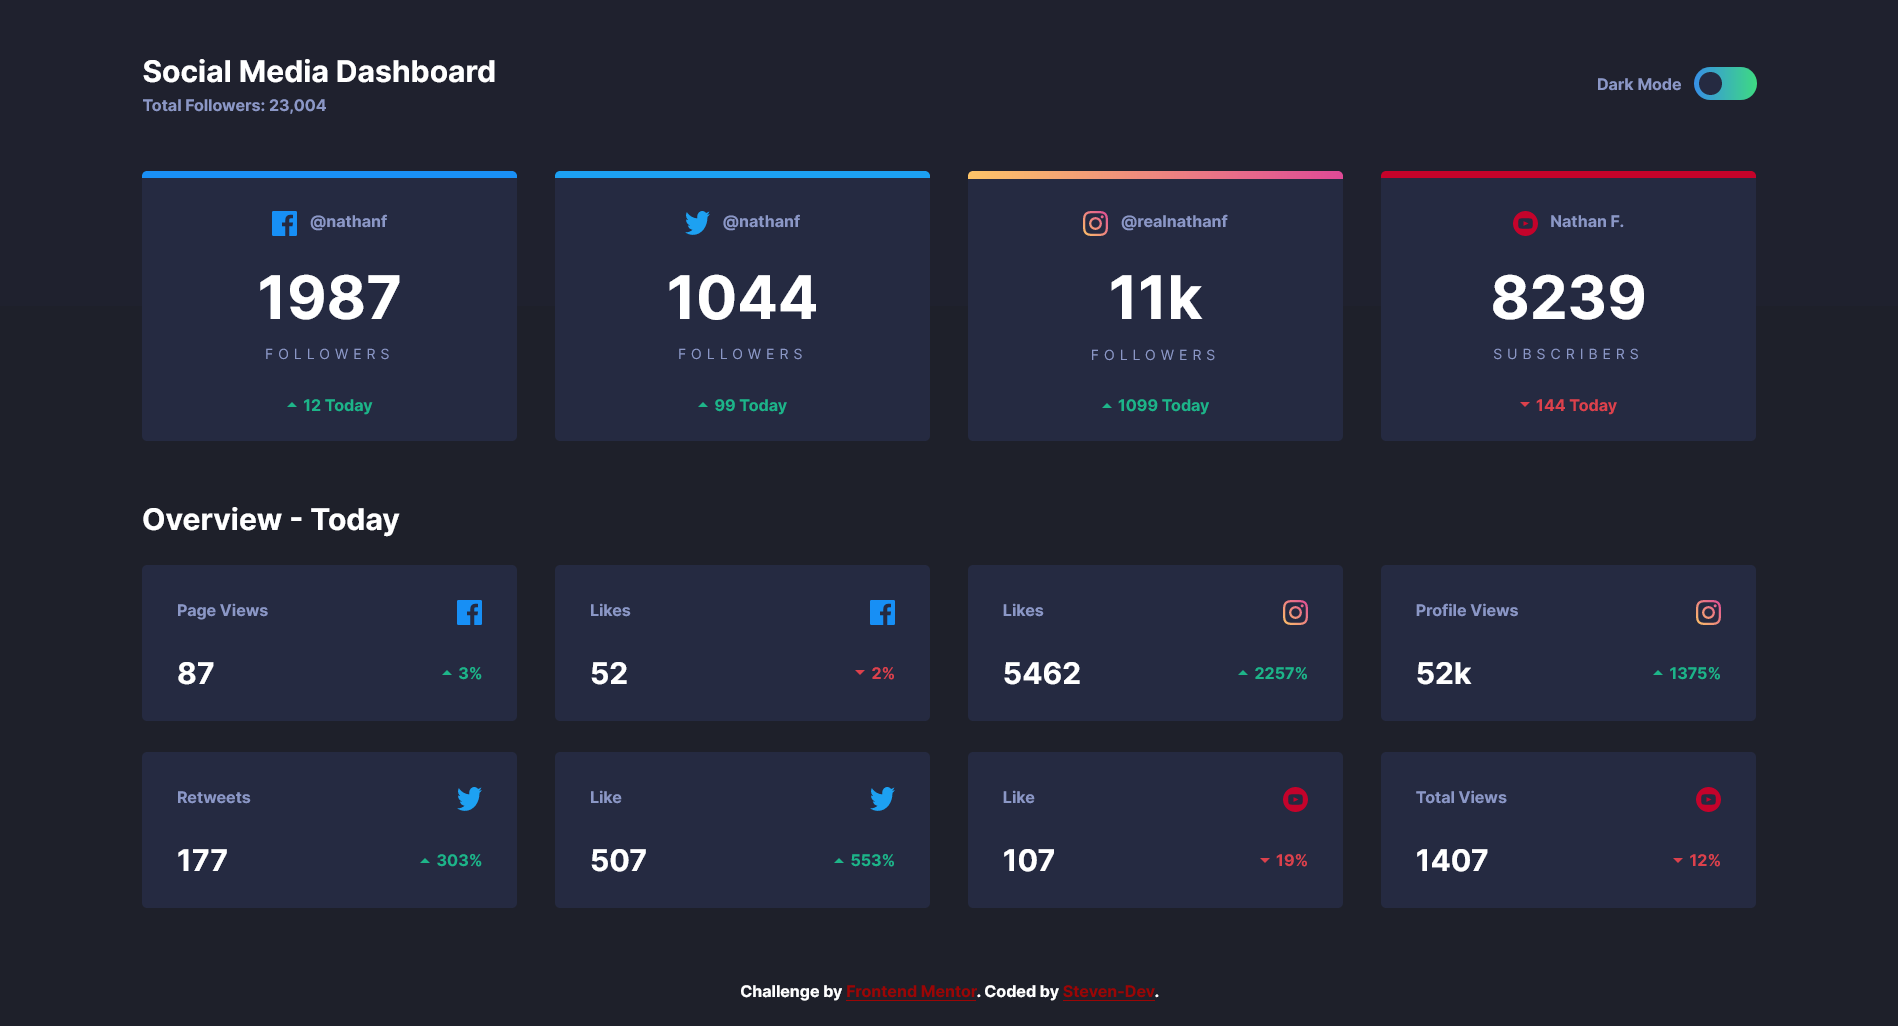 Social Media Dashboard
Total Followers: 23,004
Dark Mode
@nathanf
1987
FOLLOWERS
12 Today
@nathanf
1044
FOLLOWERS
99 Today
@realnathanf
11k
FOLLOWERS
1099 Today
Nathan F.
8239
SUBSCRIBERS
144 Today
Overview - Today
Page Views
87
3%
Likes
52
2%
Likes
5462
2257%
Profile Views
52k
1375%
Retweets
177
303%
Like
507
553%
Like
107
19%
Total Views
1407
12%
Challenge by Frontend Mentor. Coded by Steven-Dev.